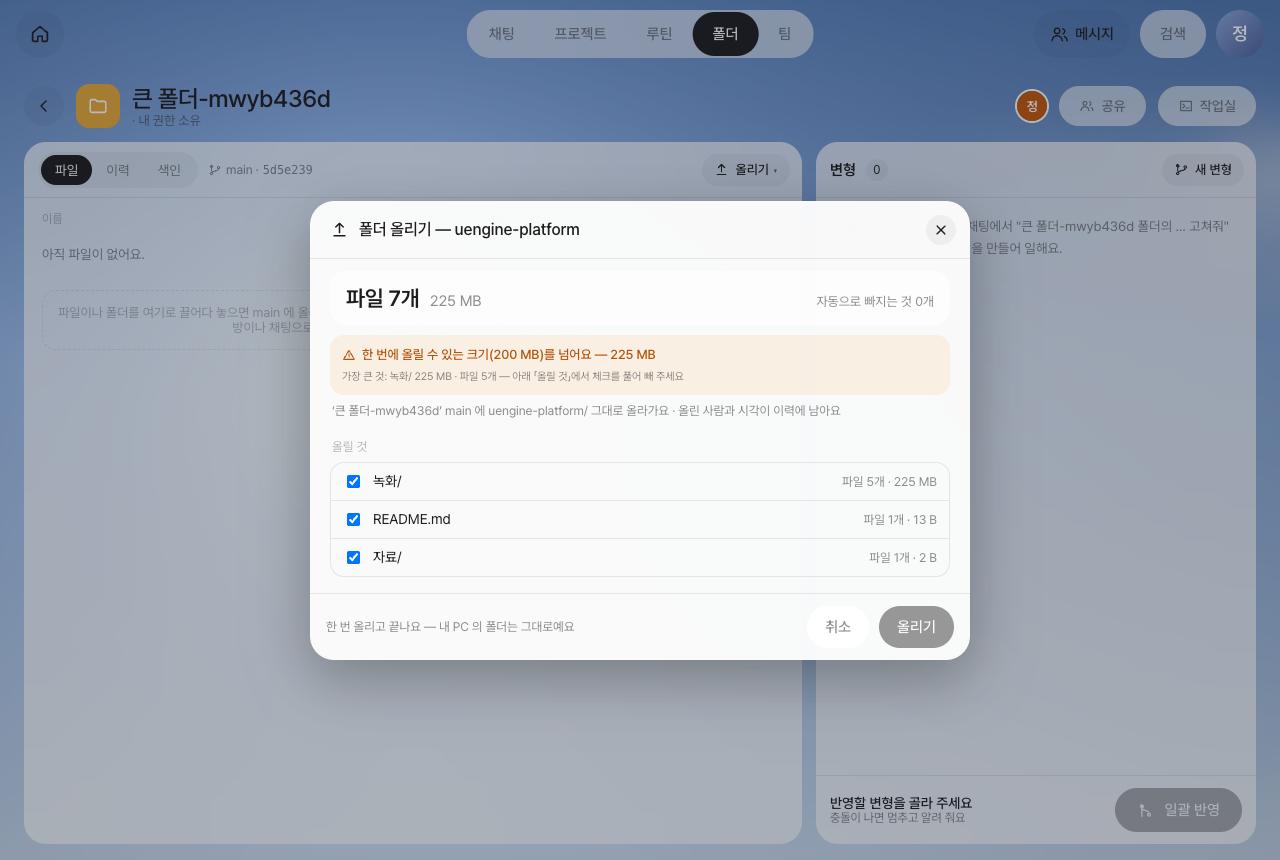 채팅
프로젝트
루틴
폴더
팀
메시지
검색
정
큰 폴더-mwyb436d
· 내 권한 소유
정
공유
작업실
파일
이력
색인
main · 5d5e239
올리기
변형
0
새 변형
이름
아직 파일이 없어요.
파일이나 폴더를 여기로 끌어다 놓으면 main 에 올
방이나 채팅으로
채팅에서 "큰 폴더-mwyb436d 폴더의 ... 고쳐줘"
을 만들어 일해요.
폴더 올리기 — uengine-platform
파일 7개 225 MB
자동으로 빠지는 것 0개
한 번에 올릴 수 있는 크기(200 MB)를 넘어요 — 225 MB
가장 큰 것: 녹화/ 225 MB · 파일 5개 — 아래 「올릴 것」에서 체크를 풀어 빼 주세요
‘큰 폴더-mwyb436d’ main 에 uengine-platform/ 그대로 올라가요 · 올린 사람과 시각이 이력에 남아요
올릴 것
녹화/
파일 5개 · 225 MB
README.md
파일 1개 · 13 B
자료/
파일 1개 · 2 B
한 번 올리고 끝나요 — 내 PC 의 폴더는 그대로예요
취소
올리기
반영할 변형을 골라 주세요
충돌이 나면 멈추고 알려 줘요
일괄 반영